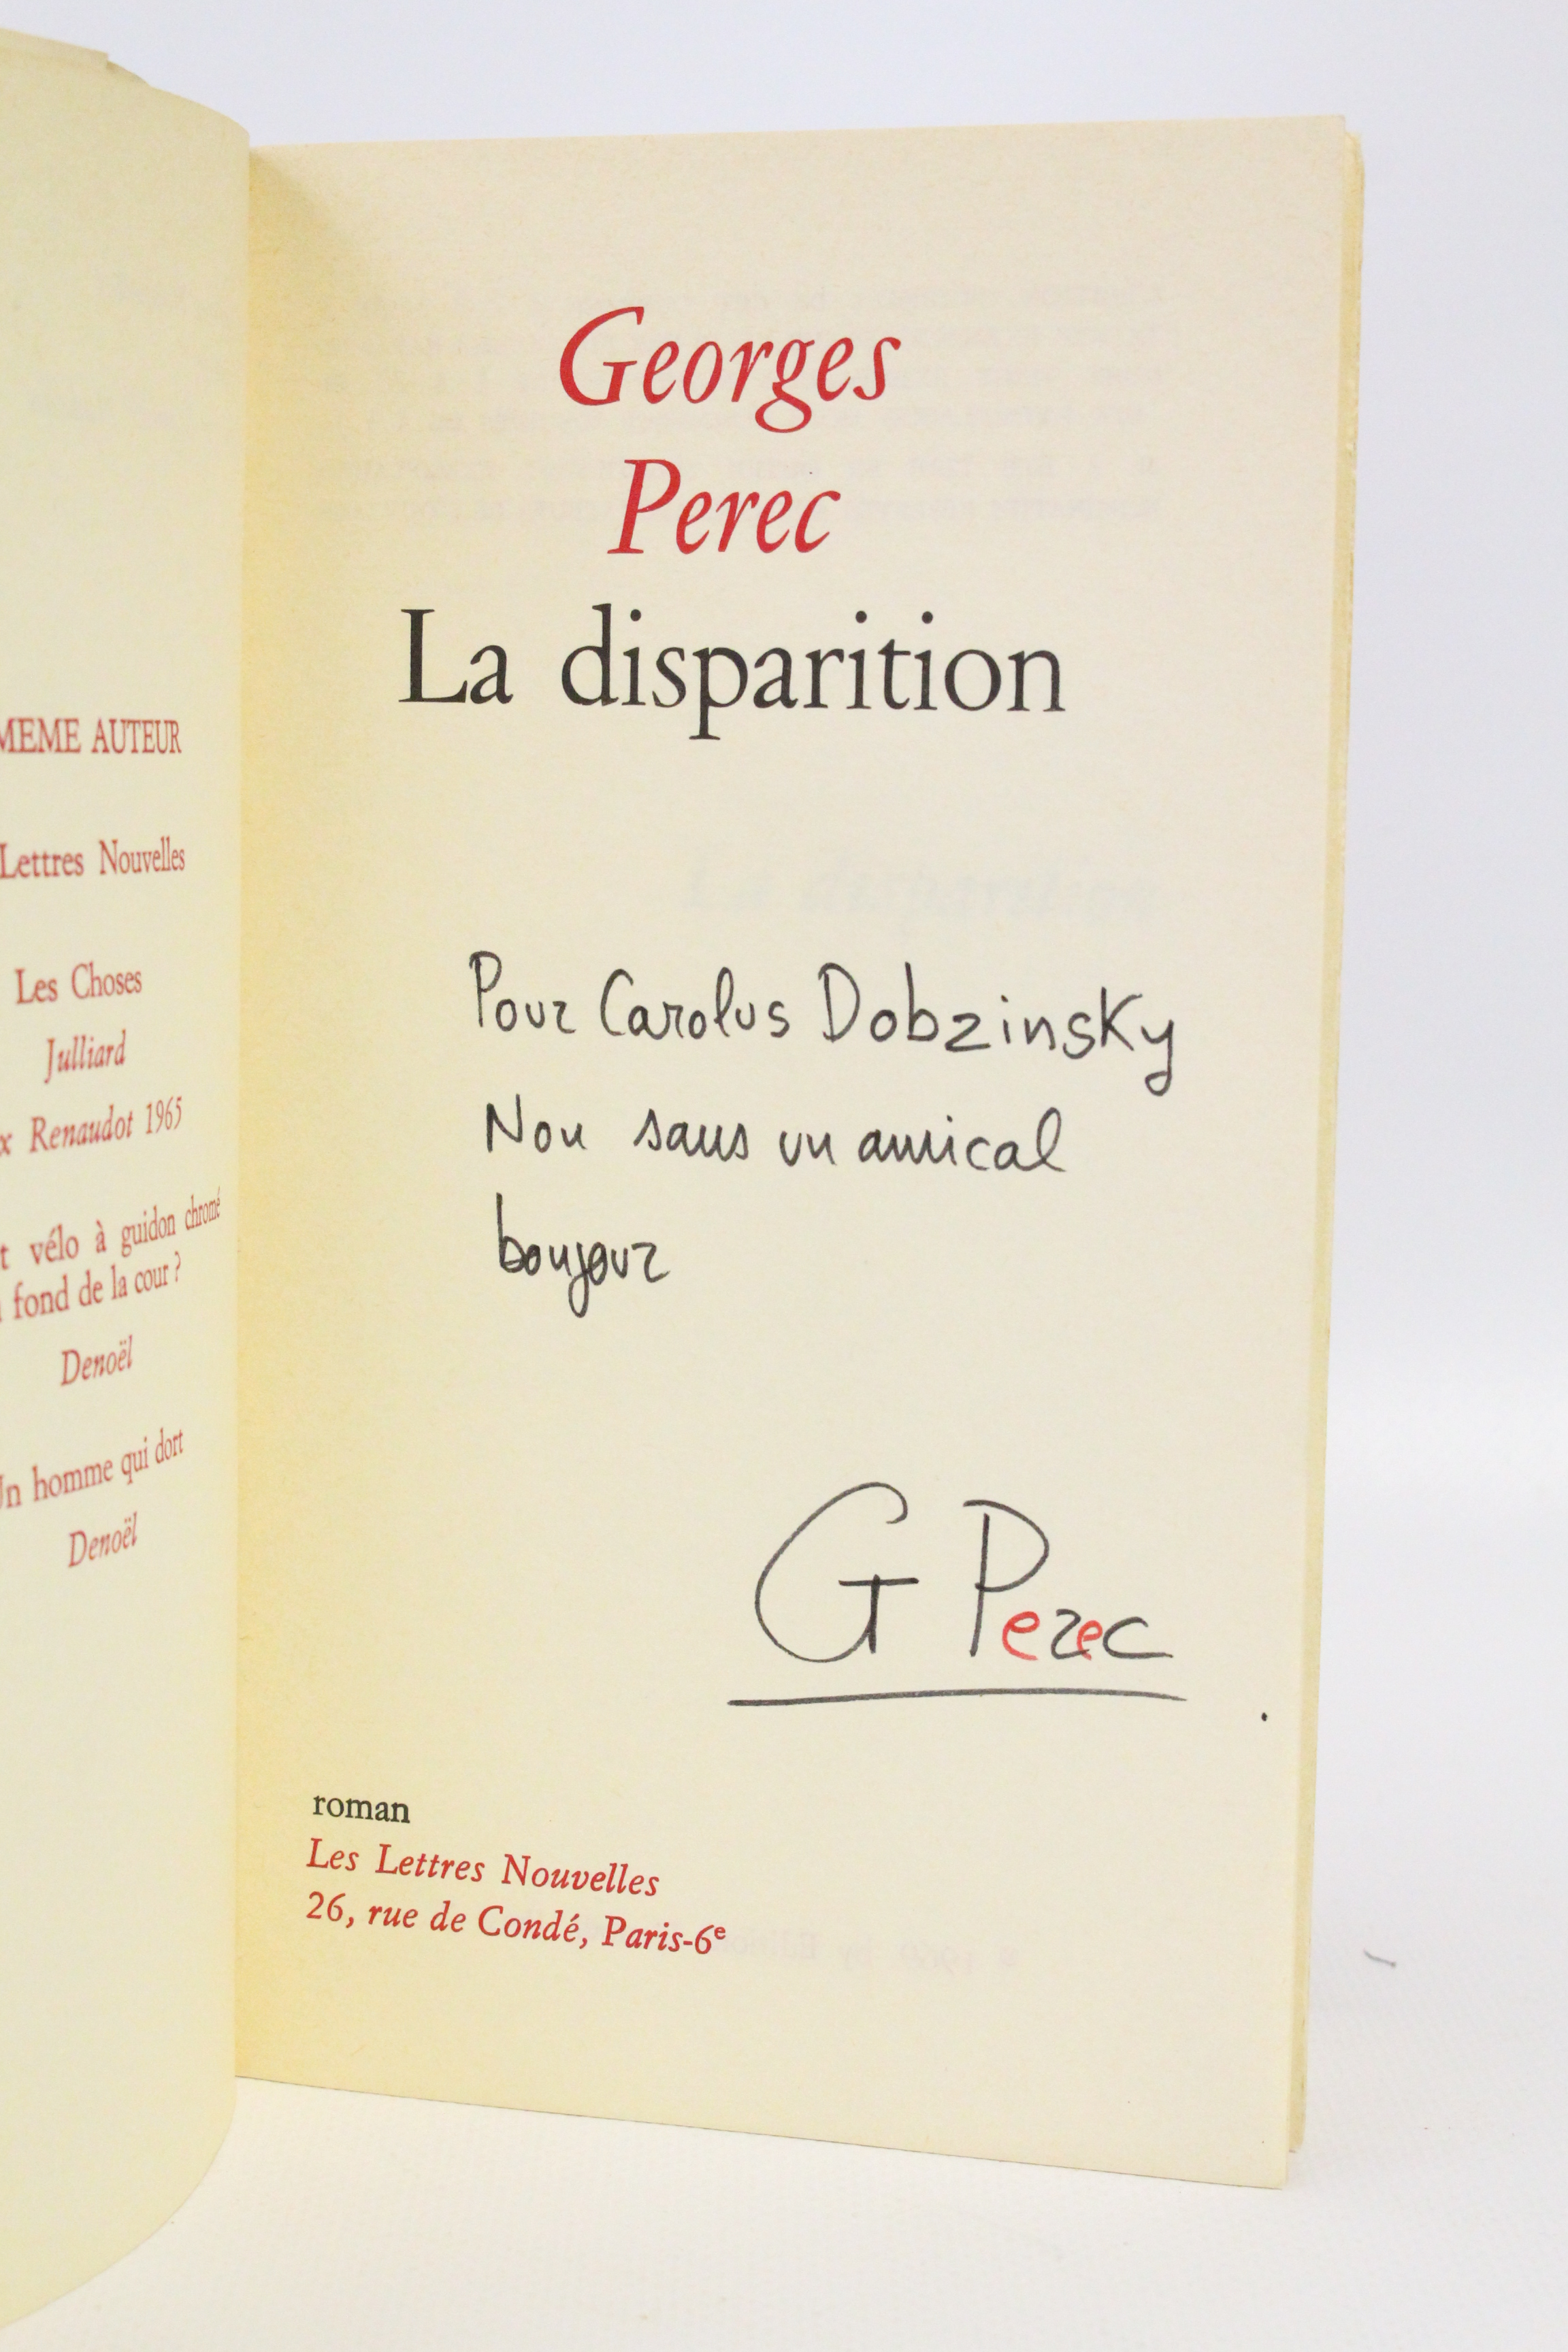 MEME AUTEUR
Lettres Nouvelles
Les Choses
Julliard
Renaudot 1965
vélo à guidon chromé
fond de la cour ?
Denoël
homme qui dort
Denoël
Georges
Perec
La disparition
Pour Carolus Dobzinsky
Non sans un amical
bonjour
G Perec
roman
Les Lettres Nouvelles
26, rue de Condé, Paris-6e